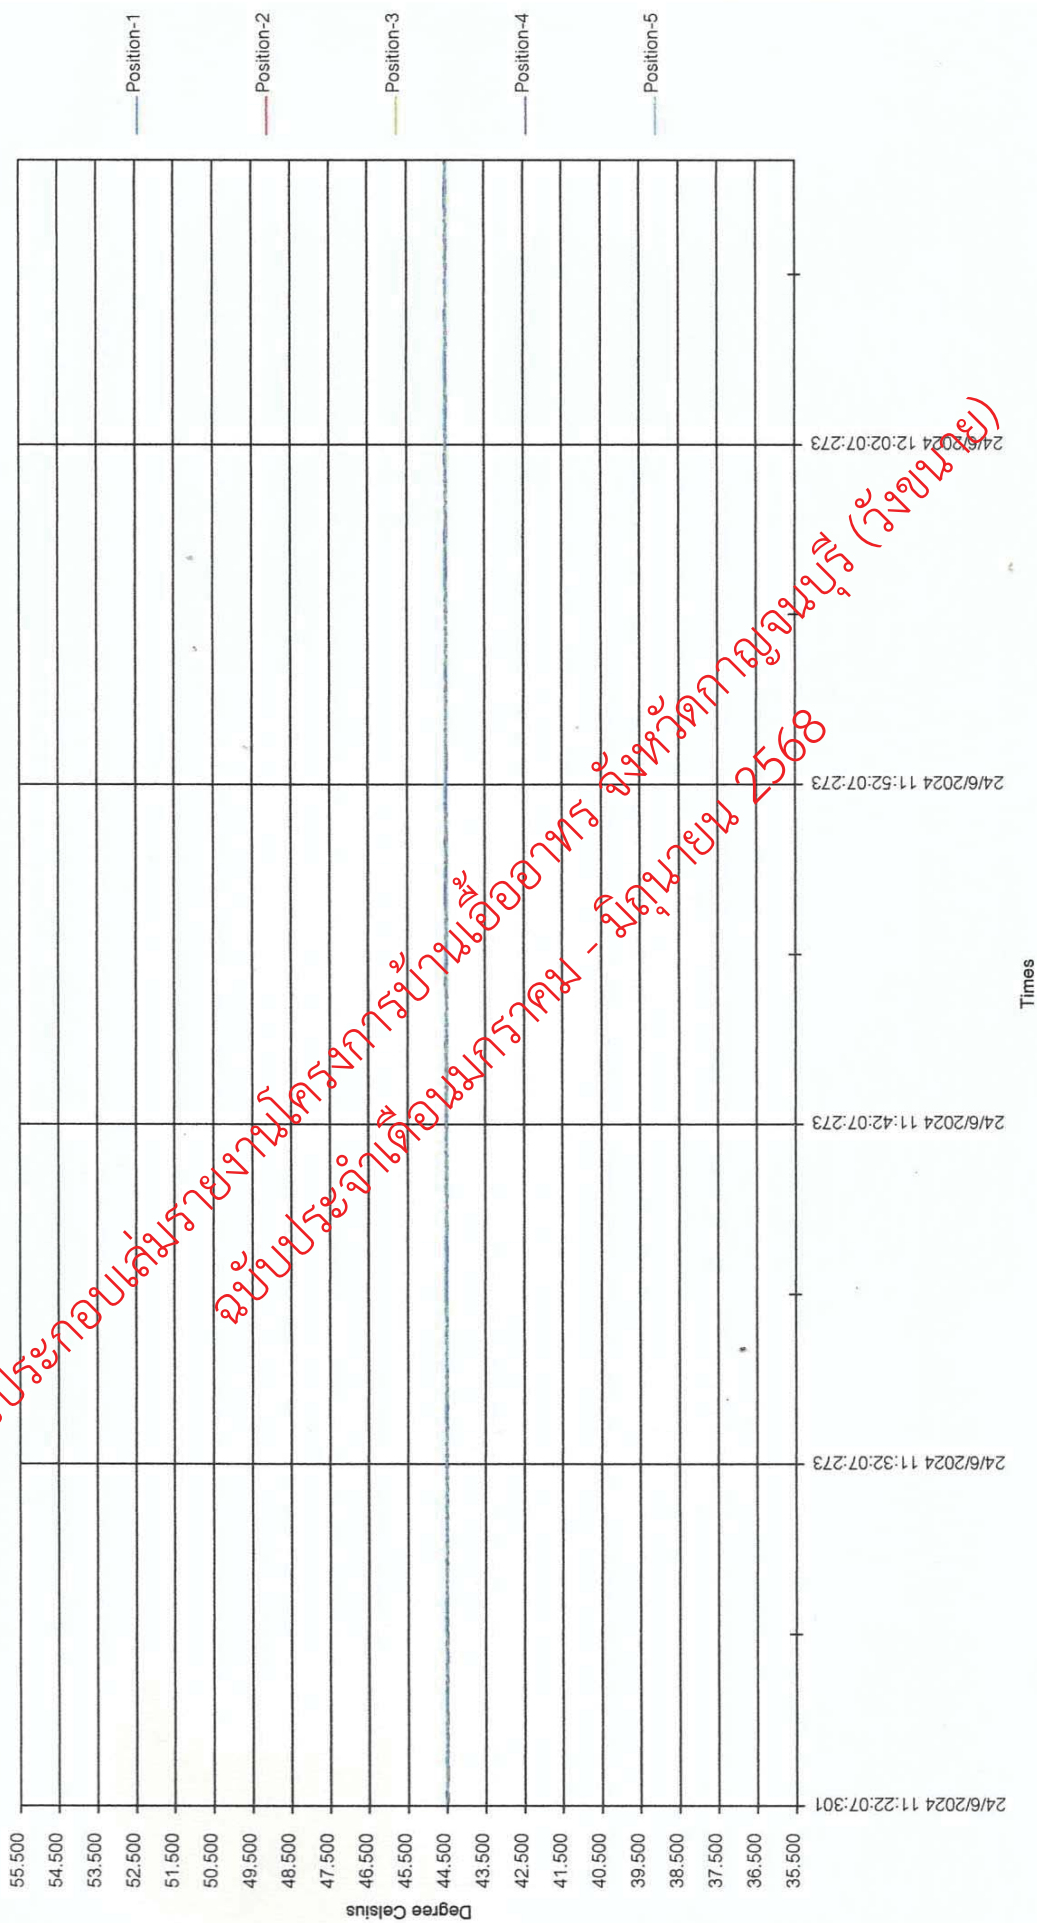 Position-1
Position-2
Position-3
Position-4
Position-5
55.500
54.500
53.500
52.500
51.500
50.500
49.500
48.500
47.500
46.500
45.500
44.500
43.500
42.500
41.500
40.500
39.500
38.500
37.500
36.500
35.500
Degree Celsius
24/6/2024 11:22:07:301
24/6/2024 11:32:07:273
24/6/2024 11:42:07:273
24/6/2024 11:52:07:273
24/6/2024 12:02:07:273
Times
ประกอบเล่มรายงานโครงการบ้านเอื้ออาทร จังหวัดกาญจนบุรี (วังขนาย)
ฉบับประจำเดือนมกราคม - มิถุนายน 2568